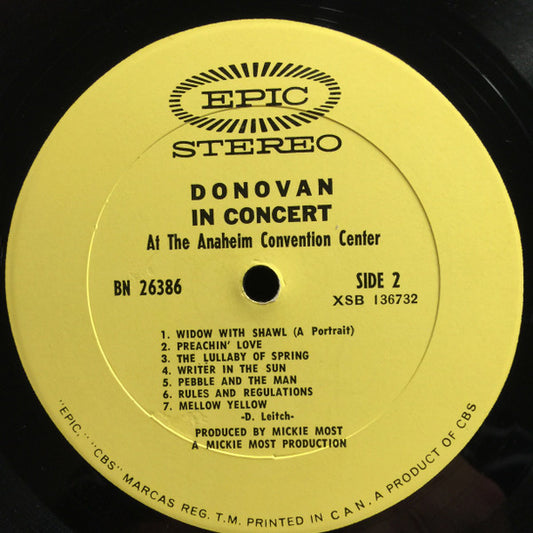 EPIC
STEREO
DONOVAN
IN CONCERT
At The Anaheim Convention Center
BN 26386
SIDE 2
XSB 136732
1. WIDOW WITH SHAWL (A Portrait)
2. PREACHIN' LOVE
3. THE LULLABY OF SPRING
4. WRITER IN THE SUN
5. PEBBLE AND THE MAN
6. RULES AND REGULATIONS
7. MELLOW YELLOW
-D. Leitch-
PRODUCED BY MICKIE MOST
A MICKIE MOST PRODUCTION
"EPIC," "CBS" MARCAS REG. T.M. PRINTED IN CAN. A PRODUCT OF CBS